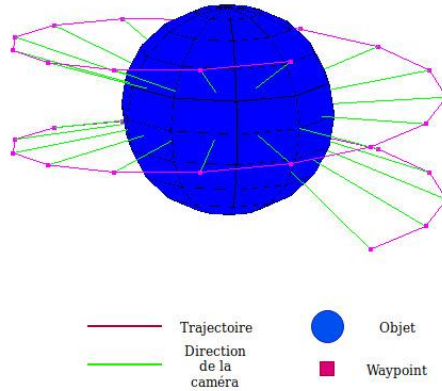 Trajectoire
Objet
Direction
de la
caméra
Waypoint